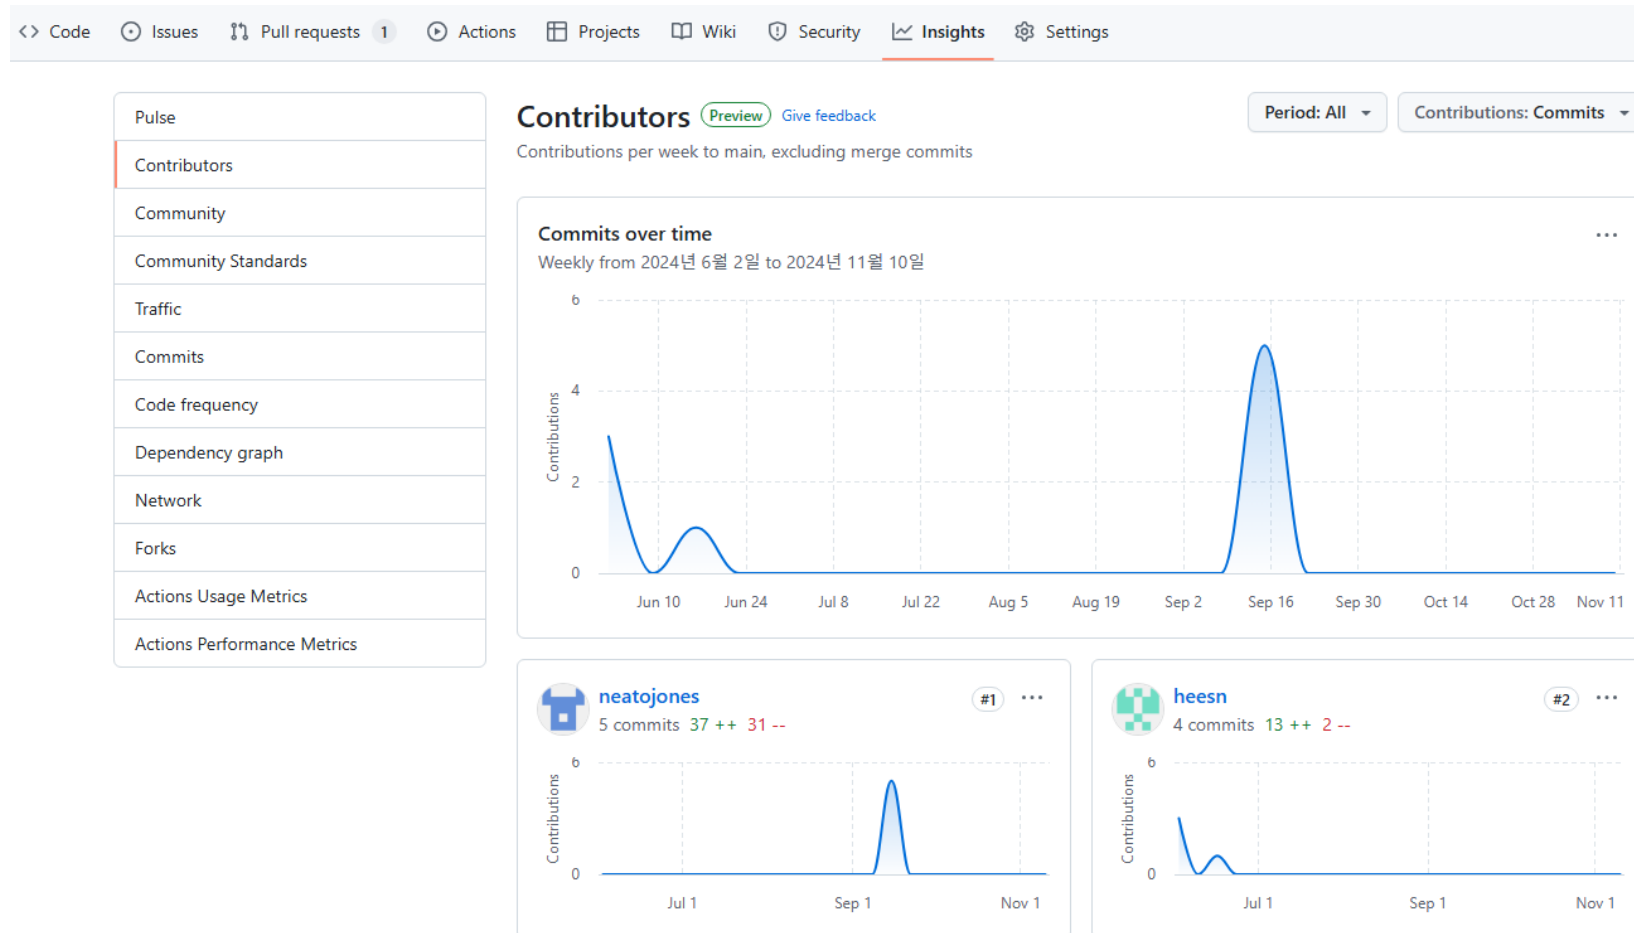 Code Issues Pull requests 1 Actions Projects Wiki Security Insights Settings
Pulse
Contributors
Community
Community Standards
Traffic
Commits
Code frequency
Dependency graph
Network
Forks
Actions Usage Metrics
Actions Performance Metrics
Contributors Preview Give feedback
Period: All
Contributions: Commits
Contributions per week to main, excluding merge commits
Commits over time
Weekly from 2024년 6월 2일 to 2024년 11월 10일
Contributions
6
4
2
0
Jun 10 Jun 24 Jul 8 Jul 22 Aug 5 Aug 19 Sep 2 Sep 16 Sep 30 Oct 14 Oct 28 Nov 11
neatojones #1
5 commits 37 ++ 31 --
Contributions
6
0
Jul 1 Sep 1 Nov 1
heesn #2
4 commits 13 ++ 2 --
Contributions
6
0
Jul 1 Sep 1 Nov 1